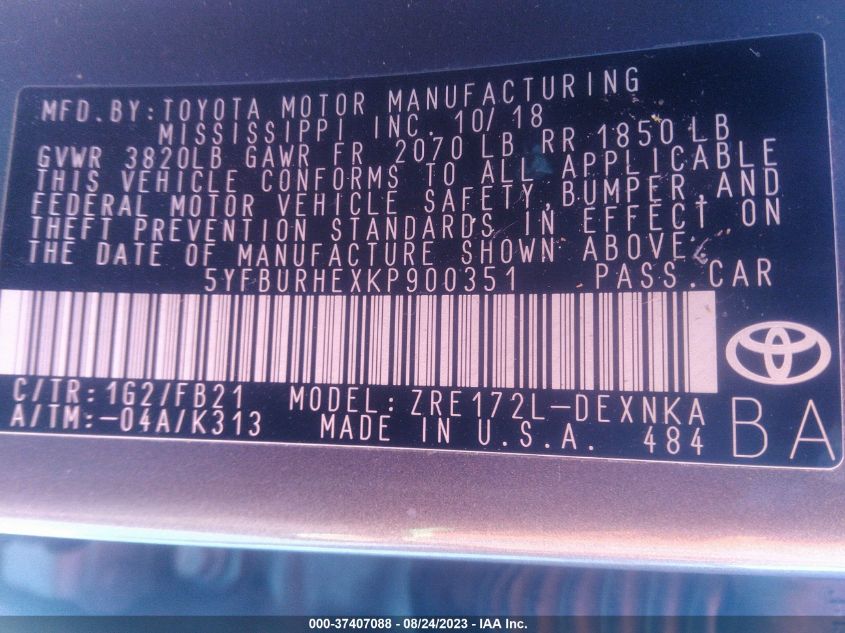 MFD.BY:TOYOTA MOTOR MANUFACTURING
MISSISSIPPI INC. 10/18
GVWR 3820LB GAWR FR 2070 LB RR 1850 LB
THIS VEHICLE CONFORMS TO ALL APPLICABLE
FEDERAL MOTOR VEHICLE SAFETY,BUMPER,AND
THEFT PREVENTION STANDARDS IN EFFECT ON
THE DATE OF MANUFACTURE SHOWN ABOVE.
5YFBURHEXKP900351 PASS.CAR
C/TR:1G2/FB21 MODEL:ZRE172L-DEXNKA
A/TM:-04A/K313 MADE IN U.S.A. 484
BA
000-37407088 - 08/24/2023 - IAA Inc.